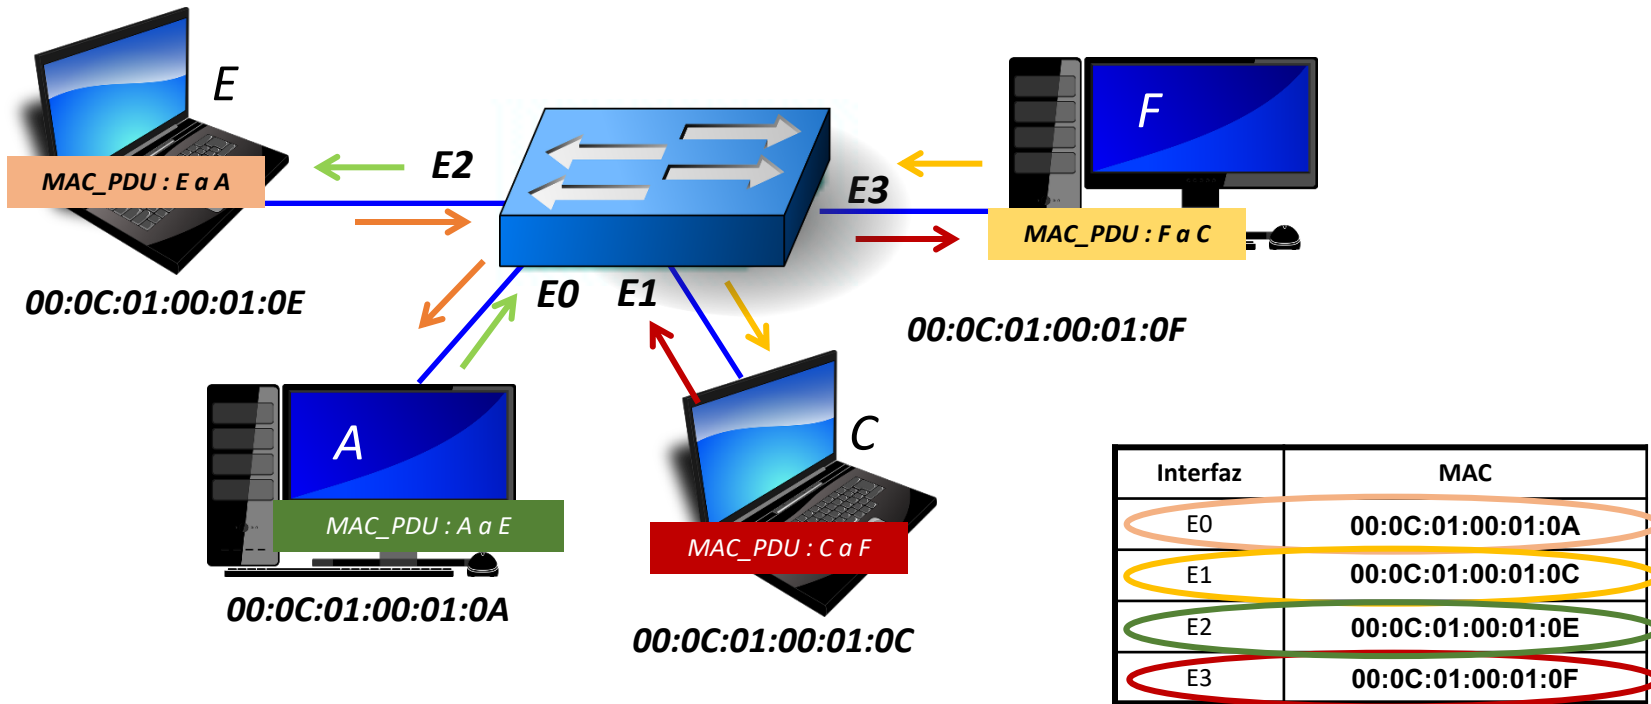 E
F
E2
MAC_PDU : E a A
E3
MAC_PDU : F a C
00:0C:01:00:01:0E
E0
E1
00:0C:01:00:01:0F
A
C
MAC_PDU : A a E
MAC_PDU : C a F
00:0C:01:00:01:0A
00:0C:01:00:01:0C
Interfaz MAC
E0 00:0C:01:00:01:0A
E1 00:0C:01:00:01:0C
E2 00:0C:01:00:01:0E
E3 00:0C:01:00:01:0F